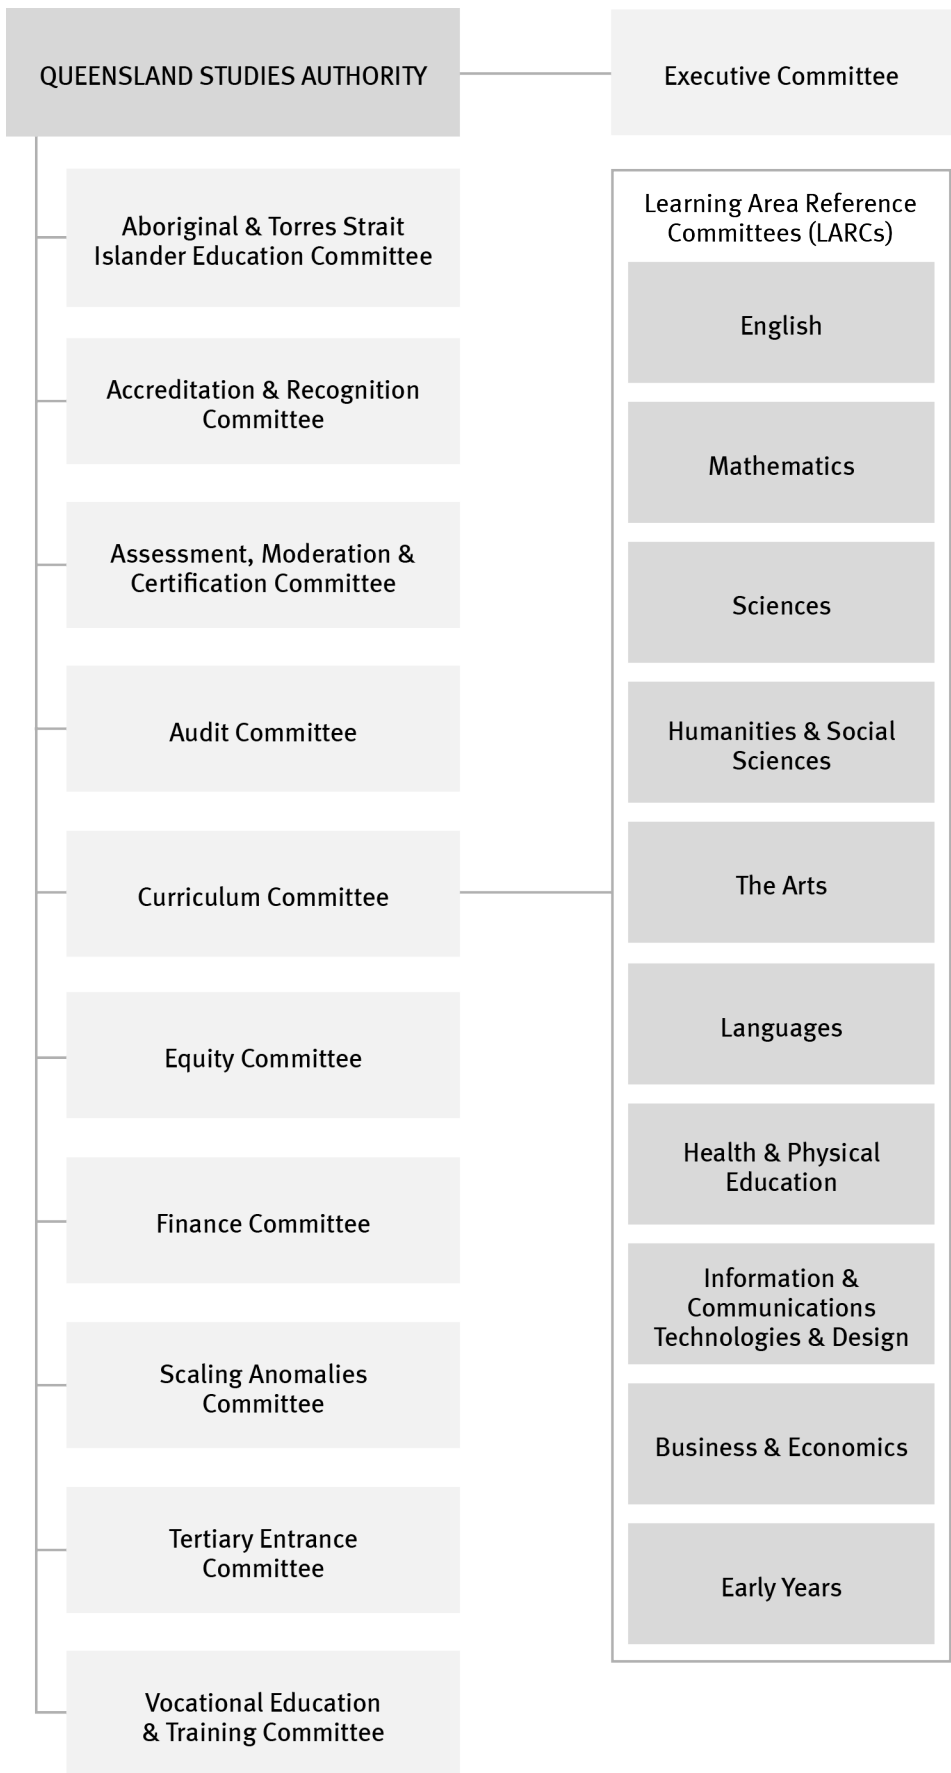 QUEENSLAND STUDIES AUTHORITY
Executive Committee
Aboriginal & Torres Strait
Islander Education Committee
Accreditation & Recognition
Committee
Assessment, Moderation &
Certification Committee
Audit Committee
Curriculum Committee
Equity Committee
Finance Committee
Scaling Anomalies
Committee
Tertiary Entrance
Committee
Vocational Education
& Training Committee
Learning Area Reference
Committees (LARCs)
English
Mathematics
Sciences
Humanities & Social
Sciences
The Arts
Languages
Health & Physical
Education
Information &
Communications
Technologies & Design
Business & Economics
Early Years